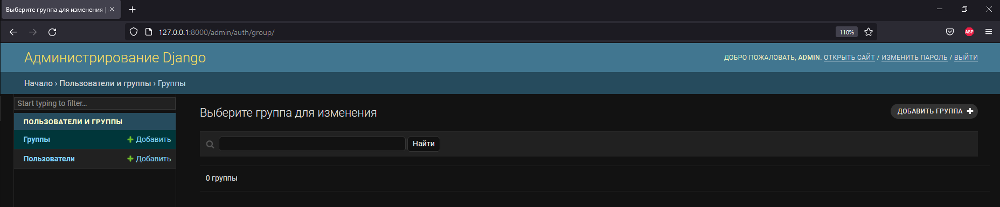 Выберите группа для изменения |
127.0.0.1:8000/admin/auth/group/
110%
ABP
Администрирование Django
ДОБРО ПОЖАЛОВАТЬ, ADMIN. ОТКРЫТЬ САЙТ / ИЗМЕНИТЬ ПАРОЛЬ / ВЫЙТИ
Начало › Пользователи и группы › Группы
Start typing to filter...
ПОЛЬЗОВАТЕЛИ И ГРУППЫ
Группы
Добавить
Пользователи
Добавить
Выберите группа для изменения
ДОБАВИТЬ ГРУППА
Найти
0 группы